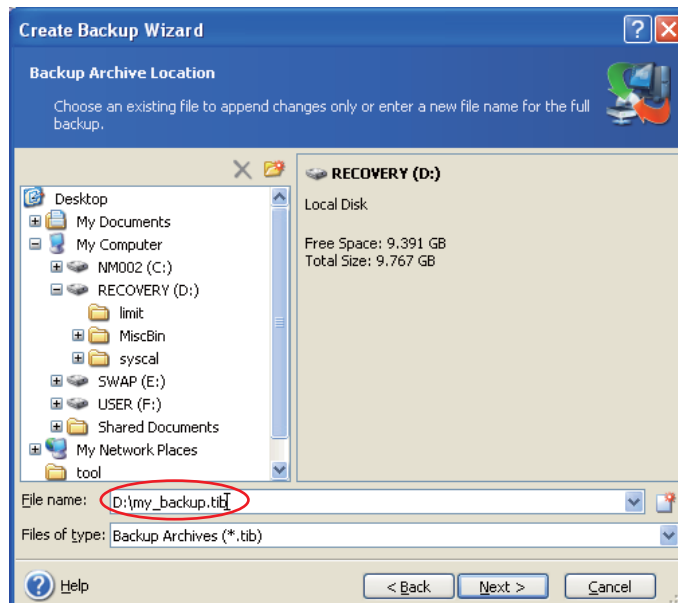 Create Backup Wizard
Backup Archive Location
Choose an existing file to append changes only or enter a new file name for the full
backup.
Desktop
My Documents
My Computer
NM002 (C:)
RECOVERY (D:)
limit
MiscBin
syscal
SWAP (E:)
USER (F:)
Shared Documents
My Network Places
tool
RECOVERY (D:)
Local Disk
Free Space: 9.391 GB
Total Size: 9.767 GB
File name: D:\my_backup.tib
Files of type: Backup Archives (*.tib)
Help
< Back
Next >
Cancel